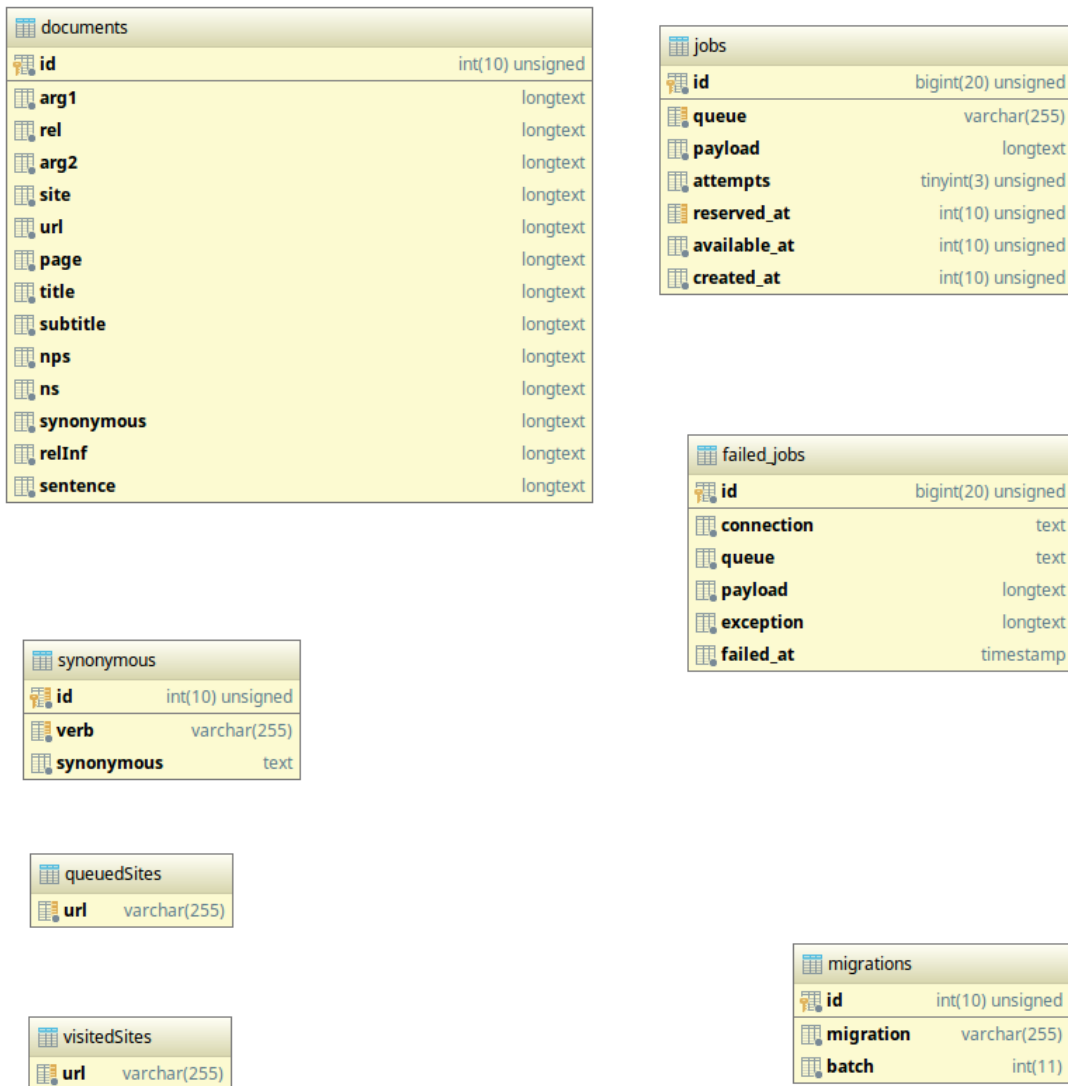 documents
id int(10) unsigned
arg1 longtext
rel longtext
arg2 longtext
site longtext
url longtext
page longtext
title longtext
subtitle longtext
nps longtext
ns longtext
synonymous longtext
relInf longtext
sentence longtext
jobs
id bigint(20) unsigned
queue varchar(255)
payload longtext
attempts tinyint(3) unsigned
reserved_at int(10) unsigned
available_at int(10) unsigned
created_at int(10) unsigned
failed_jobs
id bigint(20) unsigned
connection text
queue text
payload longtext
exception longtext
failed_at timestamp
synonymous
id int(10) unsigned
verb varchar(255)
synonymous text
queuedSites
url varchar(255)
visitedSites
url varchar(255)
migrations
id int(10) unsigned
migration varchar(255)
batch int(11)